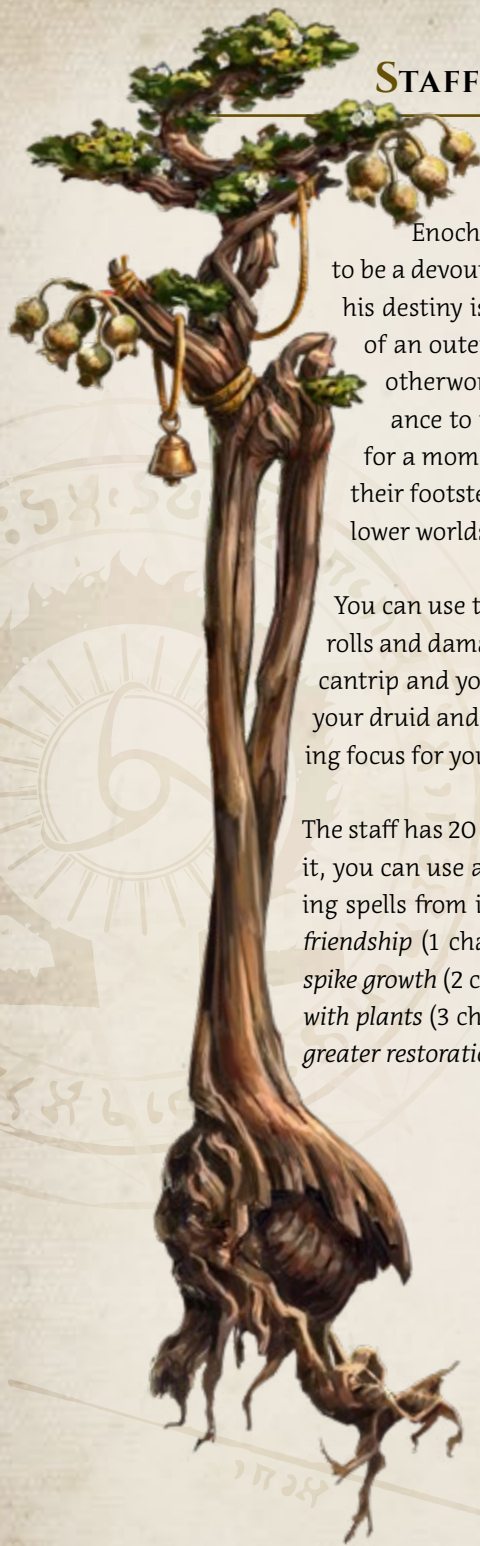 STAFF
Enoch
to be a devou
his destiny is
of an oute
otherwor
ance to
for a mom
their footste
lower worlds
You can use t
rolls and dama
cantrip and yo
your druid and
ing focus for you
The staff has 20
it, you can use a
ing spells from i
friendship (1 cha
spike growth (2 c
with plants (3 ch
greater restoratio